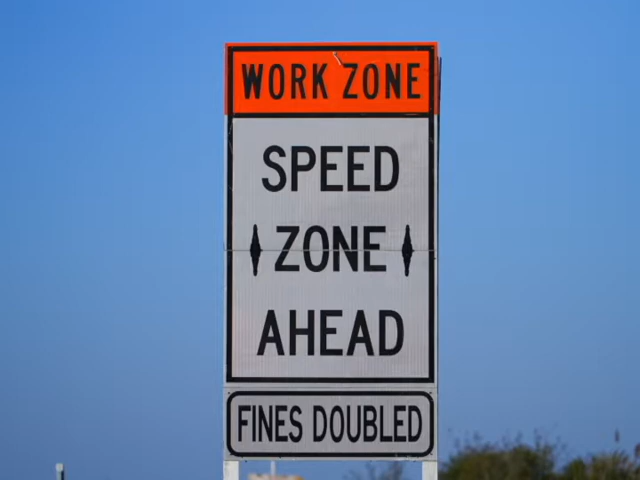 WORK ZONE
SPEED
ZONE
AHEAD
FINES DOUBLED